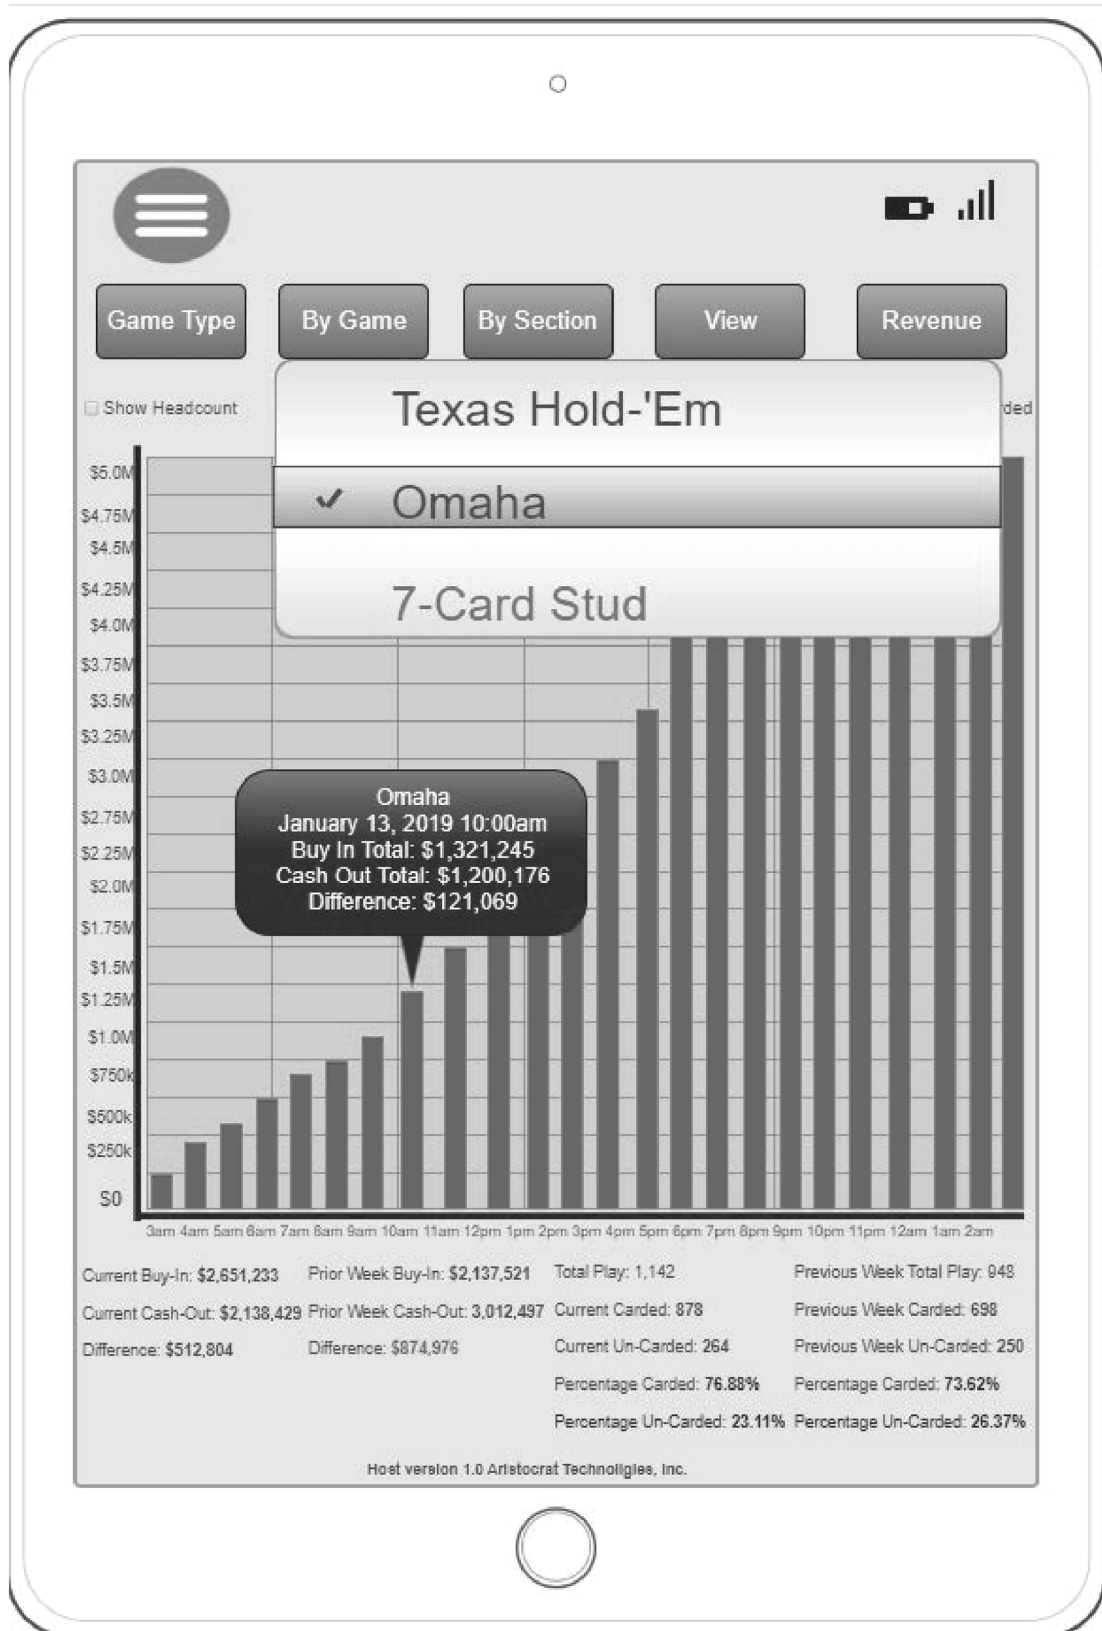 Game Type By Game By Section View Revenue
Show Headcount
rded
Texas Hold-'Em
Omaha
7-Card Stud
$5.0M
$4.75M
$4.5M
$4.25M
$4.0M
$3.75M
$3.5M
$3.25M
$3.0M
$2.75M
$2.25M
$2.0M
$1.75M
$1.5M
$1.25M
$1.0M
$750k
$500k
$250k
$0
Omaha
January 13, 2019 10:00am
Buy In Total: $1,321,245
Cash Out Total: $1,200,176
Difference: $121,069
3am 4am 5am 6am 7am 8am 9am 10am 11am 12pm 1pm 2pm 3pm 4pm 5pm 6pm 7pm 8pm 9pm 10pm 11pm 12am 1am 2am
Current Buy-In: $2,651,233 Prior Week Buy-In: $2,137,521 Total Play: 1,142 Previous Week Total Play: 948
Current Cash-Out: $2,138,429 Prior Week Cash-Out: 3,012,497 Current Carded: 878 Previous Week Carded: 698
Difference: $512,804 Difference: $874,976 Current Un-Carded: 264 Previous Week Un-Carded: 250
Percentage Carded: 76.88% Percentage Carded: 73.62%
Percentage Un-Carded: 23.11% Percentage Un-Carded: 26.37%
Host version 1.0 Aristocrat Technoligies, Inc.